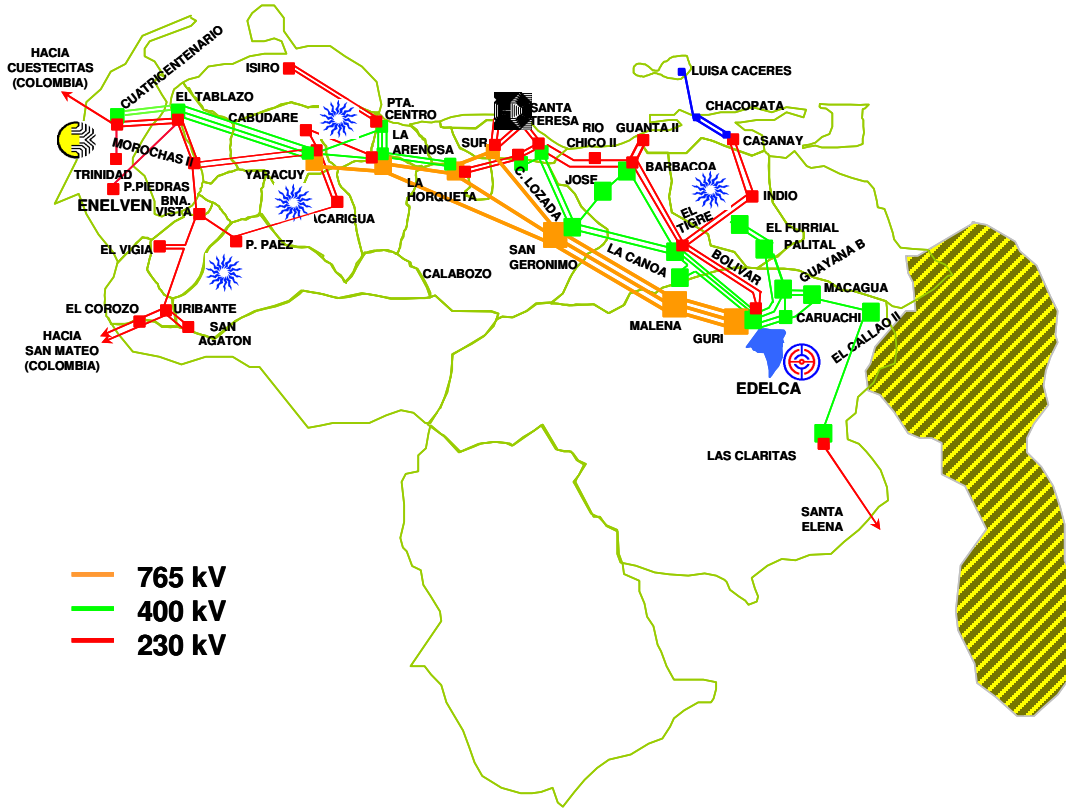 HACIA
CUESTECITAS
(COLOMBIA)
CUATRICENTENARIO
EL TABLAZO
ISIRO
CABUDARE
PTA.
CENTRO
LA
ARENOSA
SANTA
TERESA
SUR
RIO
CHICO II
GUANTA II
LUISA CACERES
CHACOPATA
CASANAY
MOROCHAS II
TRINIDAD
P.PIEDRAS
ENELVEN
BNA.
VISTA
YARACUY
LA
HORQUETA
C. LOZADA
JOSE
BARBACOA
INDIO
EL
TIGRE
EL FURRIAL
PALITAL
EL VIGIA
P. PAEZ
CARIGUA
CALABOZO
SAN
GERONIMO
LA CANOA
BOLIVAR
GUAYANA B
MACAGUA
EL COROZO
URIBANTE
SAN
AGATON
HACIA
SAN MATEO
(COLOMBIA)
MALENA
GURI
CARUACHI
EL CALLAO II
EDELCA
LAS CLARITAS
SANTA
ELENA
765 kV
400 kV
230 kV